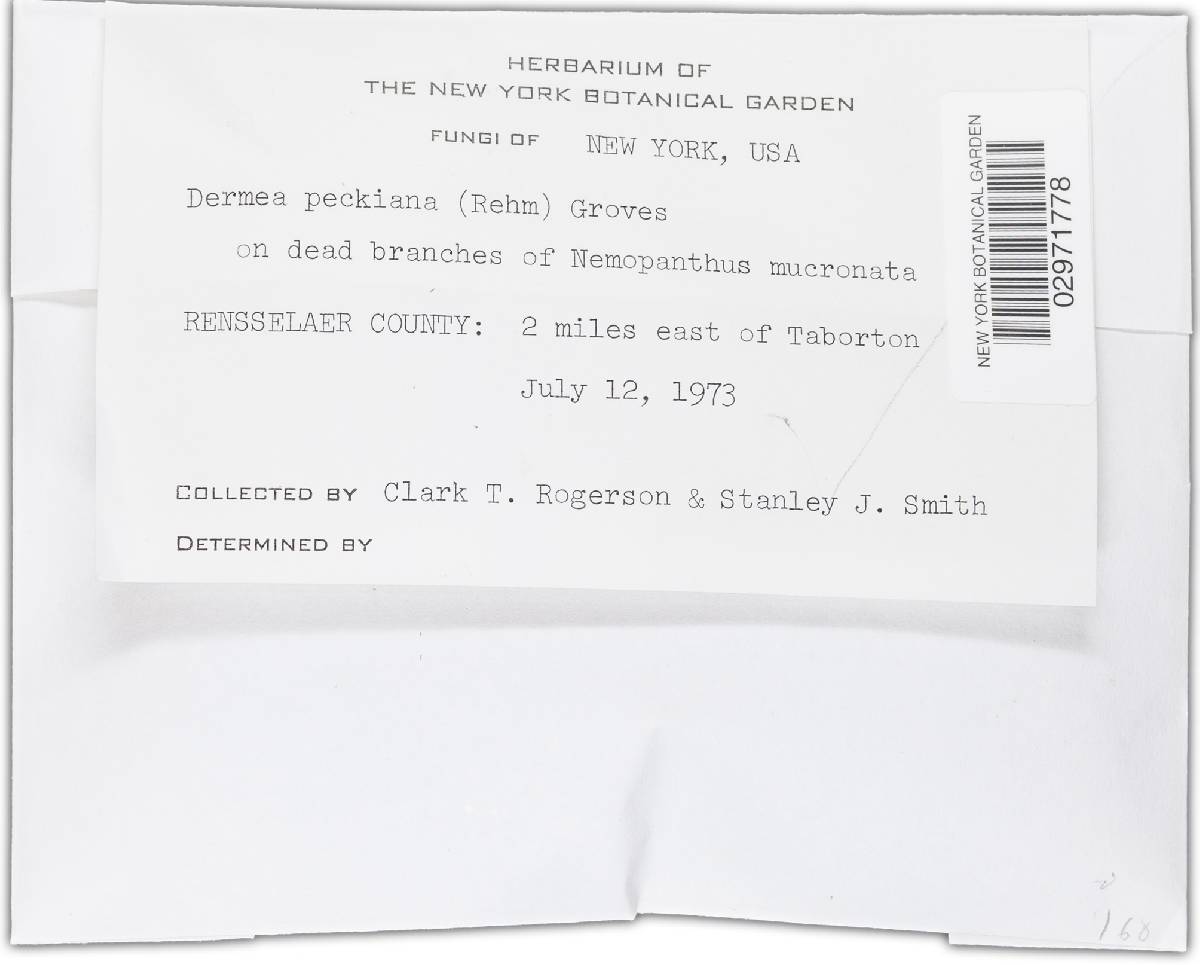 HERBARIUM OF
THE NEW YORK BOTANICAL GARDEN
FUNGI OF NEW YORK, USA
Dermea peckiana (Rehm) Groves
on dead branches of Nemopanthus mucronata
RENSSELAER COUNTY: 2 miles east of Taborton
July 12, 1973
COLLECTED BY Clark T. Rogerson & Stanley J. Smith
DETERMINED BY
NEW YORK BOTANICAL GARDEN
02971778